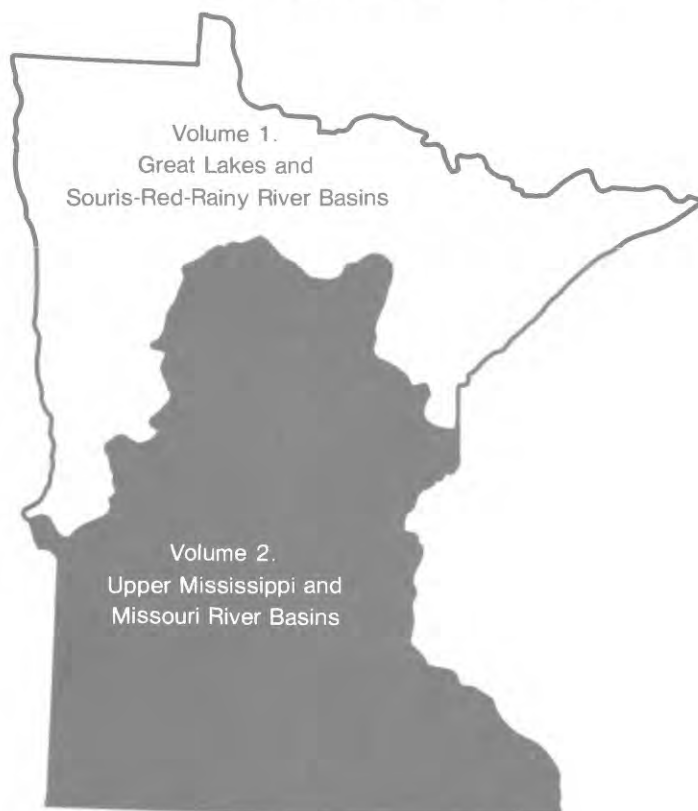 Volume 1.
Great Lakes and
Souris-Red-Rainy River Basins
Volume 2.
Upper Mississippi and
Missouri River Basins